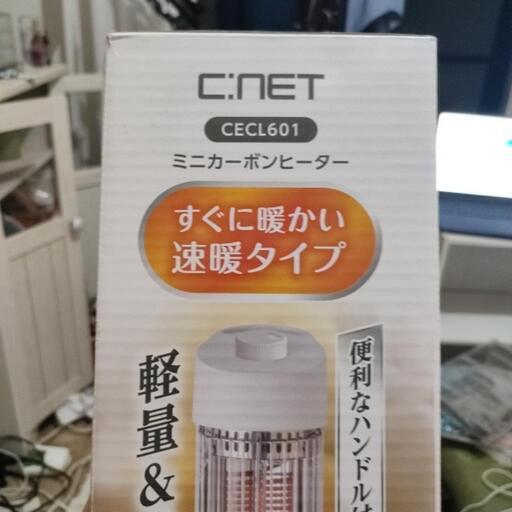 C:NET
CECL601
ミニカーボンヒーター
すぐに暖かい
速暖タイプ
軽量&
便利なハンドル付